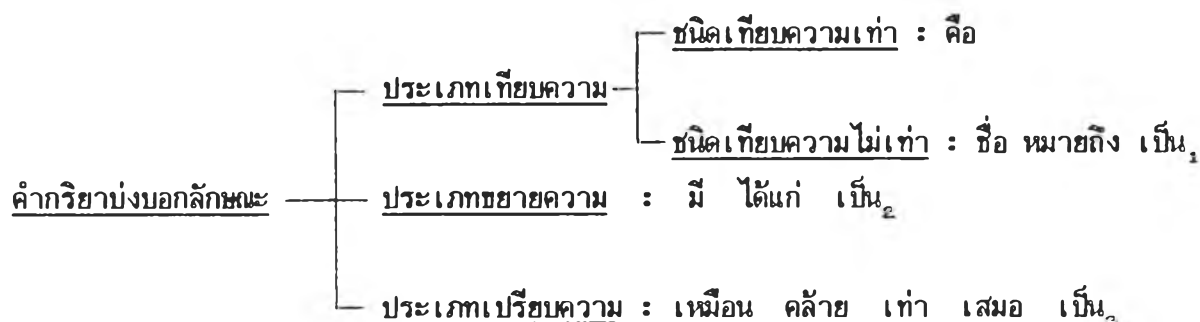 ชนิดเทียบความเท่า : คือ
ประเภทเทียบความ
ชนิดเทียบความไม่เท่า : ชื่อ หมายถึง เป็น₁
คำกริยาบ่งบอกลักษณะ
ประเภทขยายความ : มี ได้แก่ เป็น₂
ประเภทเปรียบความ : เหมือน คล้าย เท่า เสมอ เป็น₃